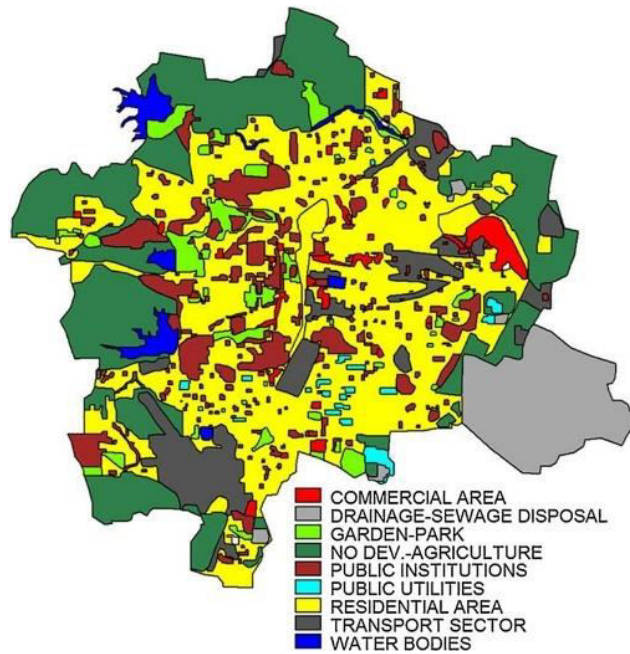 COMMERCIAL AREA
DRAINAGE-SEWAGE DISPOSAL
GARDEN-PARK
NO DEV.-AGRICULTURE
PUBLIC INSTITUTIONS
PUBLIC UTILITIES
RESIDENTIAL AREA
TRANSPORT SECTOR
WATER BODIES